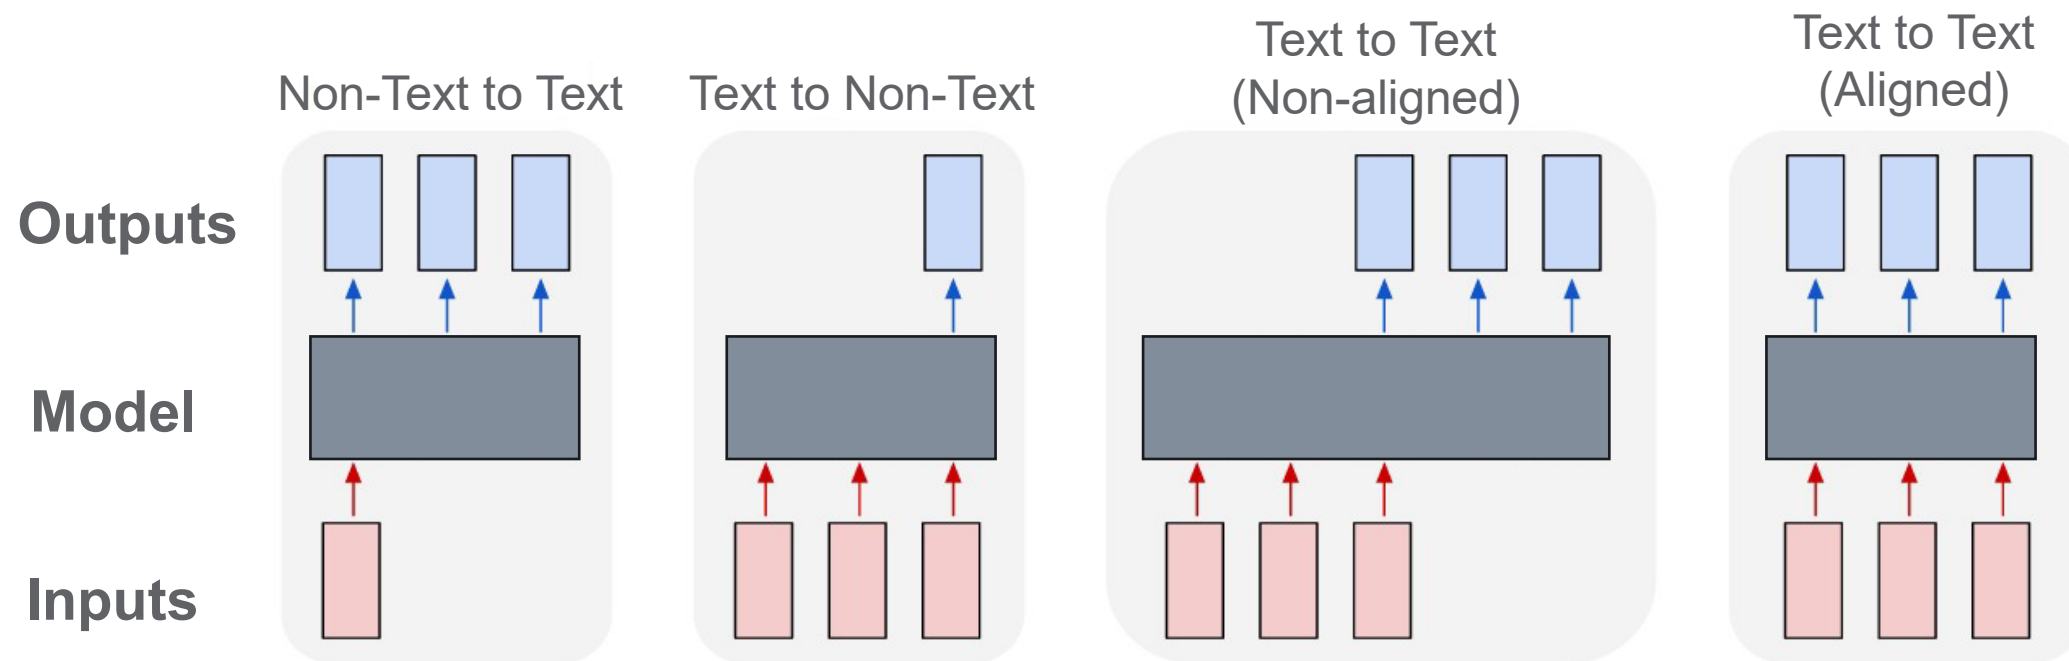 Non-Text to Text
Text to Non-Text
Text to Text
(Non-aligned)
Text to Text
(Aligned)
Outputs
Model
Inputs